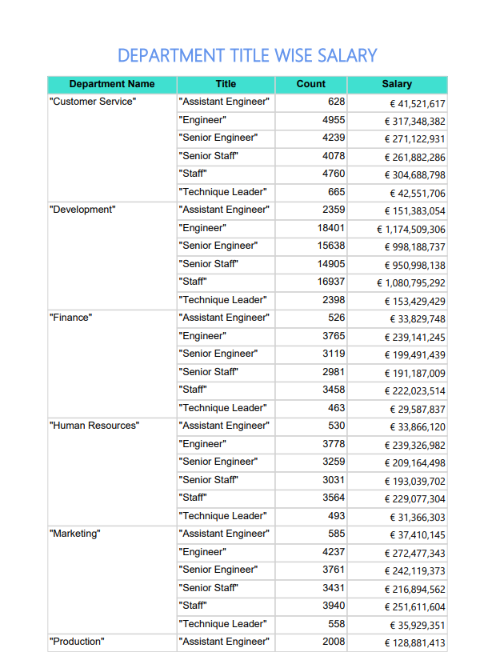 DEPARTMENT TITLE WISE SALARY
Department Name Title Count Salary
"Customer Service" "Assistant Engineer" 628 € 41,521,617
"Engineer" 4955 € 317,348,382
"Senior Engineer" 4239 € 271,122,931
"Senior Staff" 4078 € 261,882,286
"Staff" 4760 € 304,688,798
"Technique Leader" 665 € 42,551,706
"Development" "Assistant Engineer" 2359 € 151,383,054
"Engineer" 18401 € 1,174,509,306
"Senior Engineer" 15638 € 998,188,737
"Senior Staff" 14905 € 950,998,138
"Staff" 16937 € 1,080,795,292
"Technique Leader" 2398 € 153,429,429
"Finance" "Assistant Engineer" 526 € 33,829,748
"Engineer" 3765 € 239,141,245
"Senior Engineer" 3119 € 199,491,439
"Senior Staff" 2981 € 191,187,009
"Staff" 3458 € 222,023,514
"Technique Leader" 463 € 29,587,837
"Human Resources" "Assistant Engineer" 530 € 33,866,120
"Engineer" 3778 € 239,326,982
"Senior Engineer" 3259 € 209,164,498
"Senior Staff" 3031 € 193,039,702
"Staff" 3564 € 229,077,304
"Technique Leader" 493 € 31,366,303
"Marketing" "Assistant Engineer" 585 € 37,410,145
"Engineer" 4237 € 272,477,343
"Senior Engineer" 3761 € 242,119,373
"Senior Staff" 3431 € 216,894,562
"Staff" 3940 € 251,611,604
"Technique Leader" 558 € 35,929,351
"Production" "Assistant Engineer" 2008 € 128,881,413